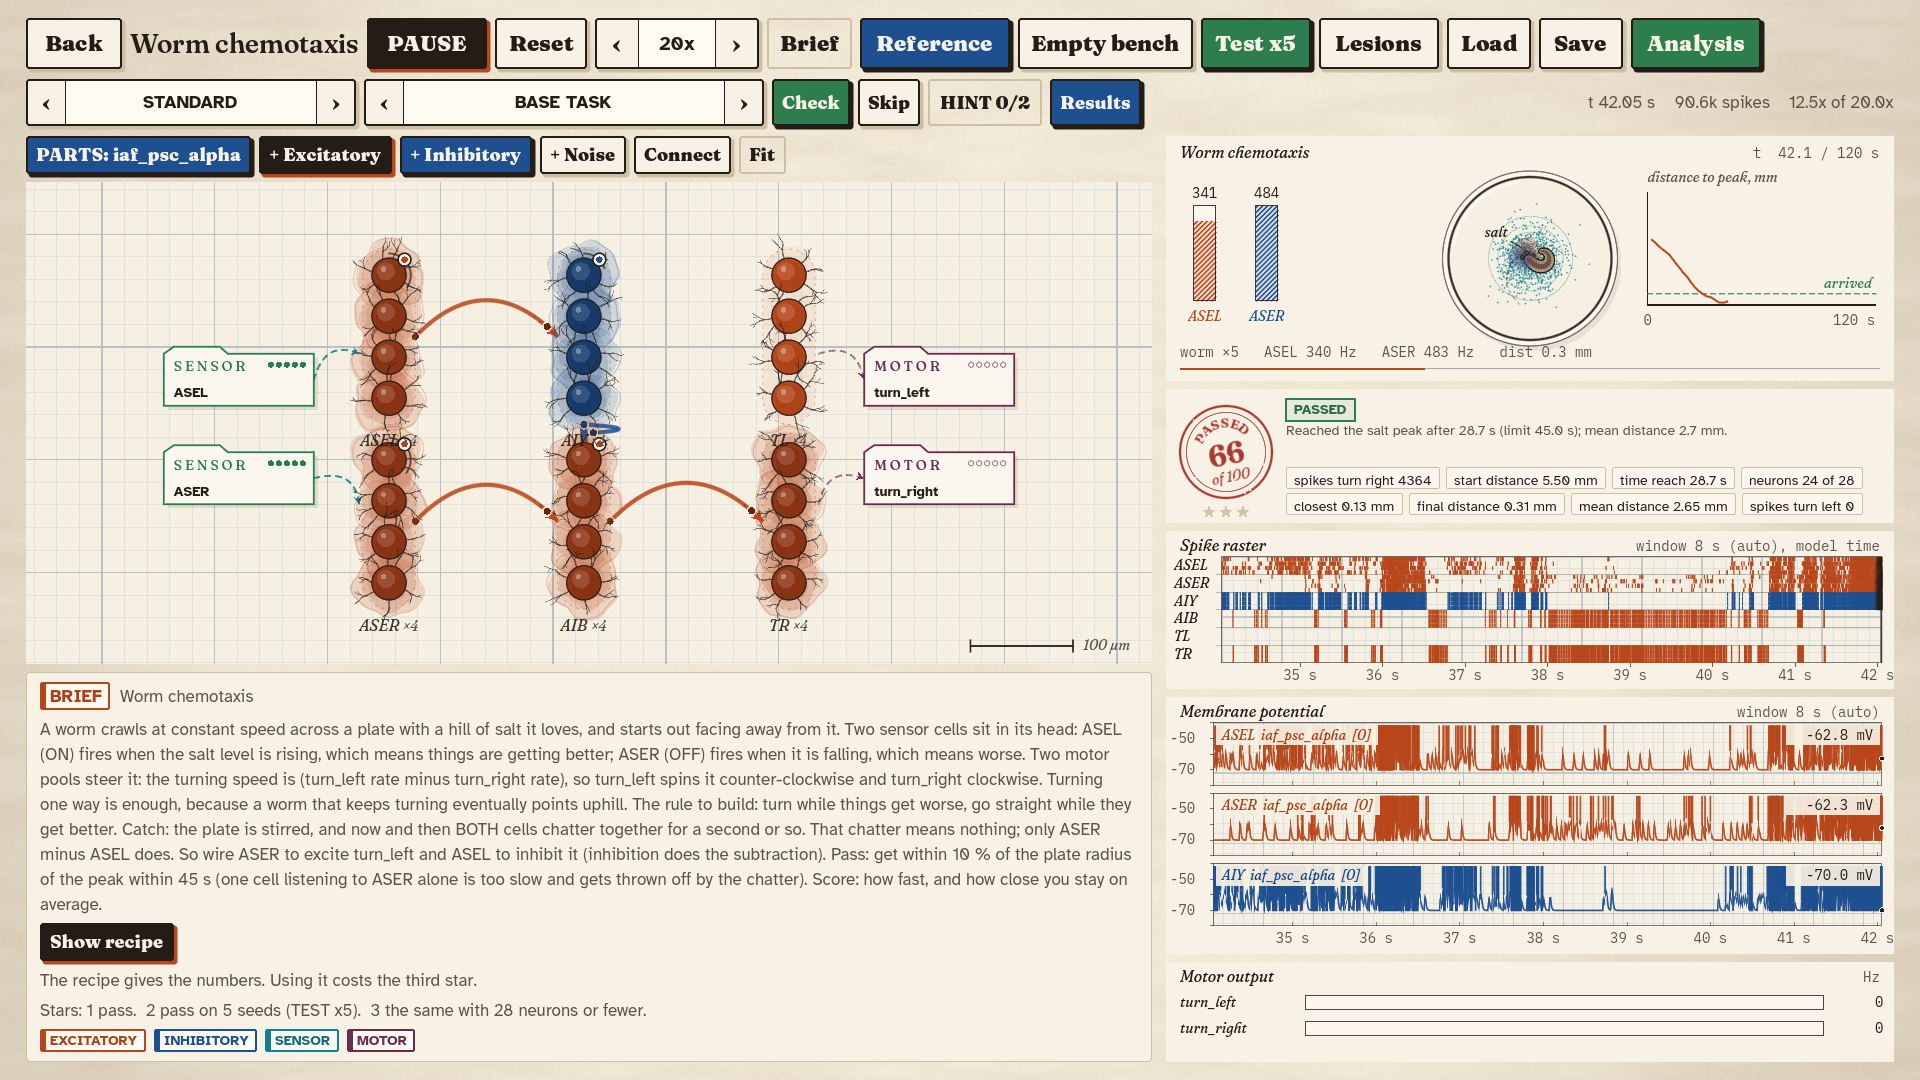 Back Worm chemotaxis PAUSE Reset ‹ 20x › Brief Reference Empty bench Test x5 Lesions Load Save Analysis
‹ STANDARD › ‹ BASE TASK › Check Skip HINT 0/2 Results
t 42.05 s 90.6k spikes 12.5x of 20.0x
PARTS: iaf_psc_alpha + Excitatory + Inhibitory + Noise Connect Fit
SENSOR
ASEL
SENSOR
ASER
ASEL ×4
AIY ×4
TL ×4
ASER ×4
AIB ×4
TR ×4
MOTOR
turn_left
MOTOR
turn_right
100 µm
BRIEF Worm chemotaxis
A worm crawls at constant speed across a plate with a hill of salt it loves, and starts out facing away from it. Two sensor cells sit in its head: ASEL
(ON) fires when the salt level is rising, which means things are getting better; ASER (OFF) fires when it is falling, which means worse. Two motor
pools steer it: the turning speed is (turn_left rate minus turn_right rate), so turn_left spins it counter-clockwise and turn_right clockwise. Turning
one way is enough, because a worm that keeps turning eventually points uphill. The rule to build: turn while things get worse, go straight while they
get better. Catch: the plate is stirred, and now and then BOTH cells chatter together for a second or so. That chatter means nothing; only ASER
minus ASEL does. So wire ASER to excite turn_left and ASEL to inhibit it (inhibition does the subtraction). Pass: get within 10 % of the plate radius
of the peak within 45 s (one cell listening to ASER alone is too slow and gets thrown off by the chatter). Score: how fast, and how close you stay on
average.
Show recipe
The recipe gives the numbers. Using it costs the third star.
Stars: 1 pass. 2 pass on 5 seeds (TEST x5). 3 the same with 28 neurons or fewer.
EXCITATORY INHIBITORY SENSOR MOTOR
Worm chemotaxis t 42.1 / 120 s
341 484
ASEL ASER
salt
distance to peak, mm
arrived
0 120 s
worm ×5 ASEL 340 Hz ASER 483 Hz dist 0.3 mm
PASSED
66
of 100
PASSED
Reached the salt peak after 28.7 s (limit 45.0 s); mean distance 2.7 mm.
spikes turn right 4364 start distance 5.50 mm time reach 28.7 s neurons 24 of 28
closest 0.13 mm final distance 0.31 mm mean distance 2.65 mm spikes turn left 0
Spike raster window 8 s (auto), model time
ASEL
ASER
AIY
AIB
TL
TR
35 s 36 s 37 s 38 s 39 s 40 s 41 s 42 s
Membrane potential window 8 s (auto)
-50 ASEL iaf_psc_alpha [0] -62.8 mV
-70
-50 ASER iaf_psc_alpha [0] -62.3 mV
-70
-50 AIY iaf_psc_alpha [0] -70.0 mV
-70
35 s 36 s 37 s 38 s 39 s 40 s 41 s 42 s
Motor output Hz
turn_left 0
turn_right 0